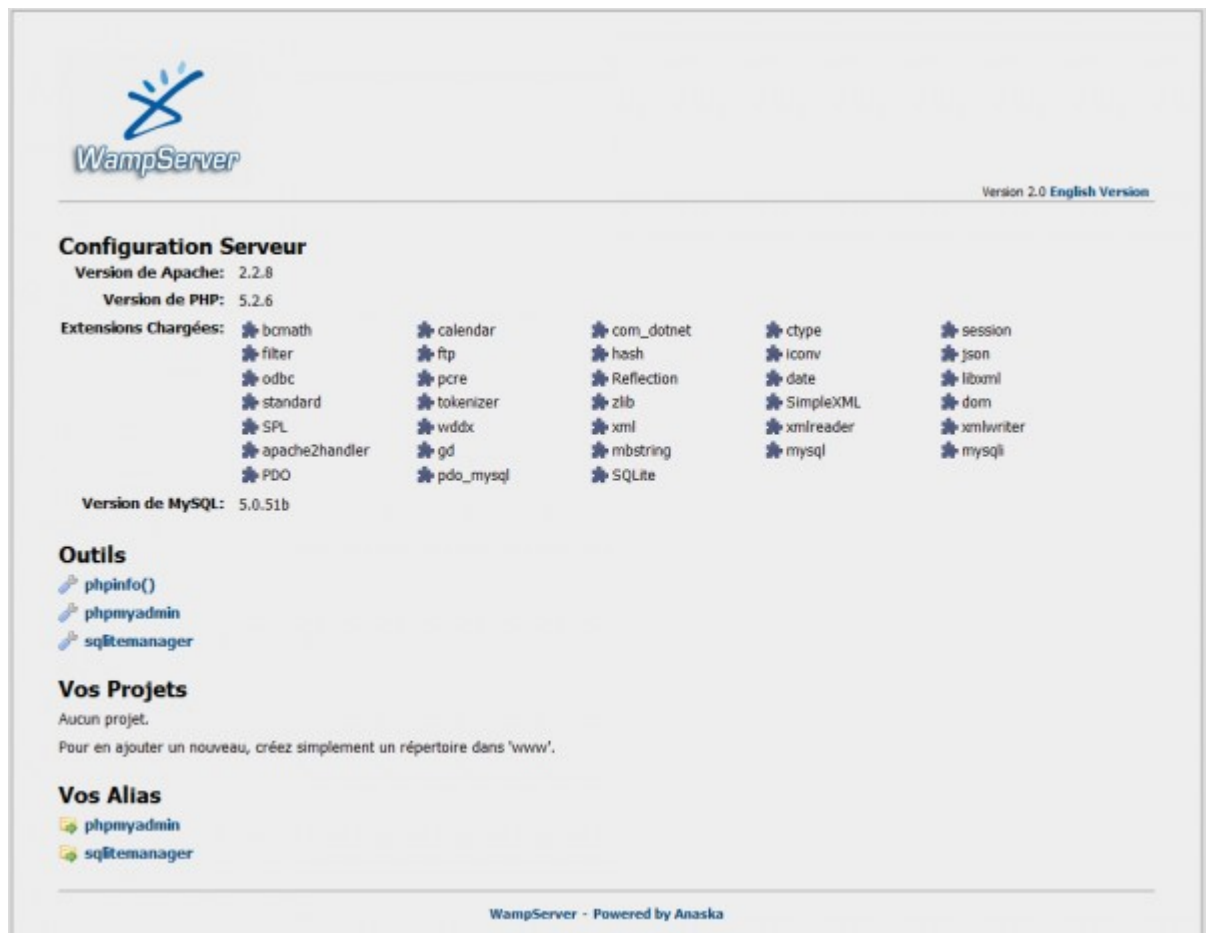 WampServer
Version 2.0 English Version
Configuration Serveur
Version de Apache: 2.2.8
Version de PHP: 5.2.6
Extensions Chargées: bcmath calendar com_dotnet ctype session
filter ftp hash iconv json
odbc pcre Reflection date libxml
standard tokenizer zlib SimpleXML dom
SPL wddx xml xmlreader xmlwriter
apache2handler gd mbstring mysql mysqli
PDO pdo_mysql SQLite
Version de MySQL: 5.0.51b
Outils
phpinfo()
phpmyadmin
sqlitemanager
Vos Projets
Aucun projet.
Pour en ajouter un nouveau, créez simplement un répertoire dans 'www'.
Vos Alias
phpmyadmin
sqlitemanager
WampServer - Powered by Anaska